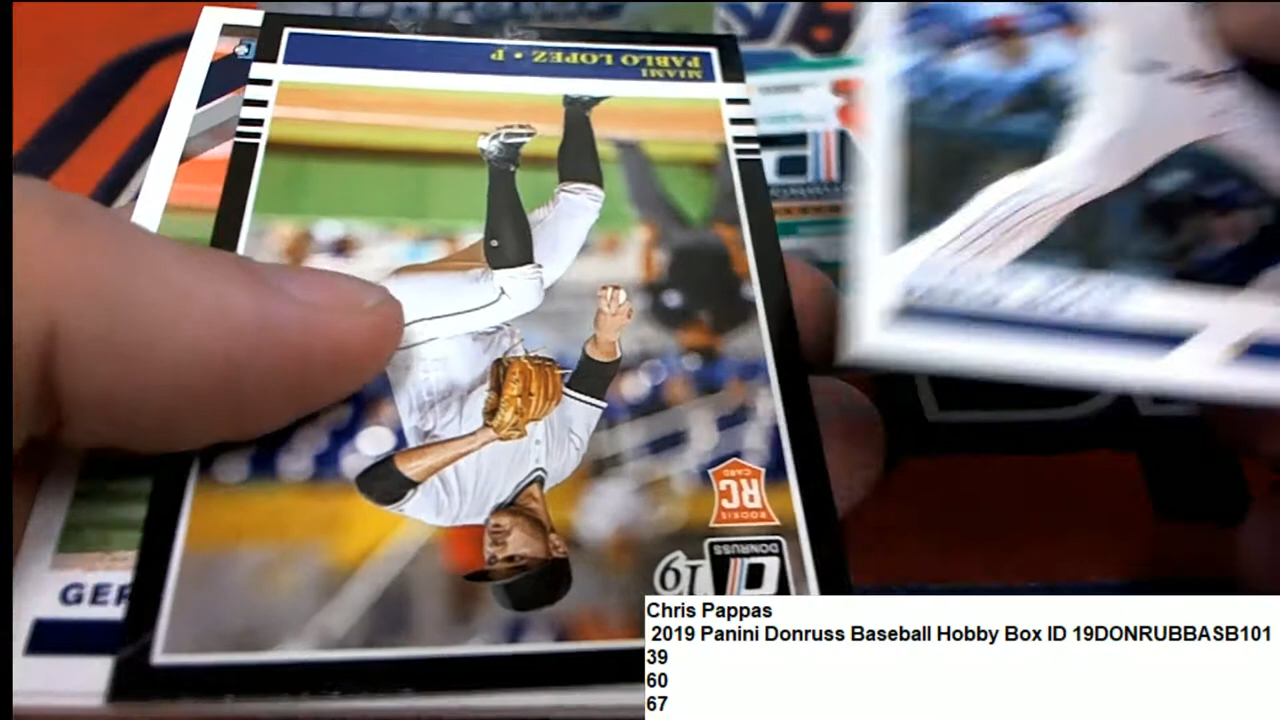 MIAMI
PABLO LOPEZ • P
ROOKIE
RC
CARD
DONRUSS
19
GER
Chris Pappas
2019 Panini Donruss Baseball Hobby Box ID 19DONRUBBASB101
39
60
67